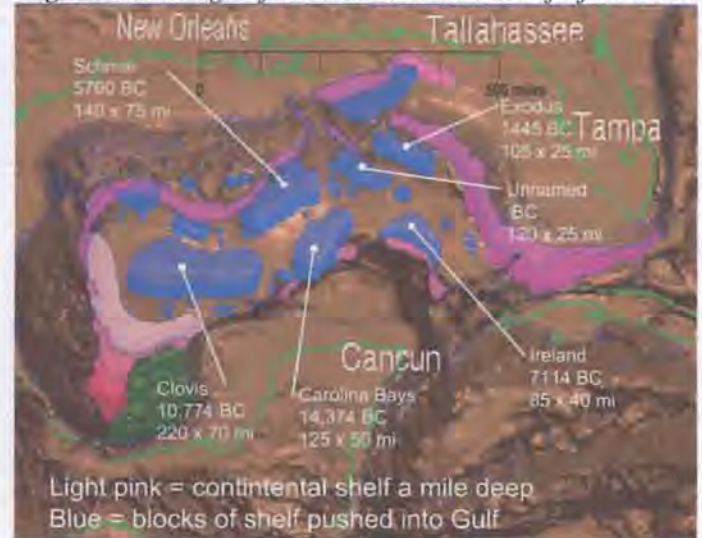 New Orleans
Tallahassee
Schmin
5760 BC
140 x 75 mi
0
500 miles
Exodus
1445 BC
105 x 25 mi
Tampa
Unnamed
BC
120 x 25 mi
Cancun
Ireland
7114 BC
85 x 40 mi
Clovis
10,774 BC
220 x 70 mi
Carolina Bays
14,374 BC
125 x 50 mi
Light pink = contintental shelf a mile deep
Blue = blocks of shelf pushed into Gulf